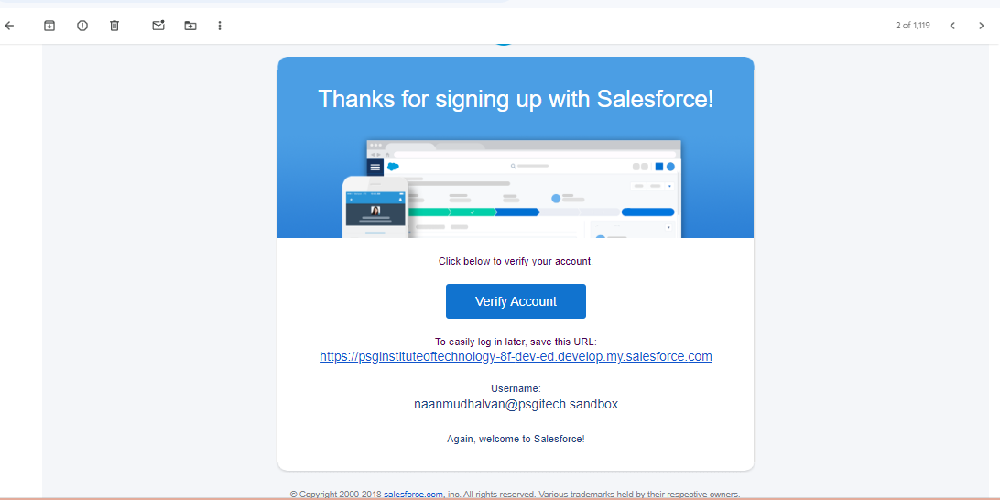 2 of 1,119
Thanks for signing up with Salesforce!
Click below to verify your account.
Verify Account
To easily log in later, save this URL:
https://psginstituteoftechnology-8f-dev-ed.develop.my.salesforce.com
Username:
naanmudhalvan@psgitech.sandbox
Again, welcome to Salesforce!
© Copyright 2000-2018 salesforce.com, inc. All rights reserved. Various trademarks held by their respective owners.